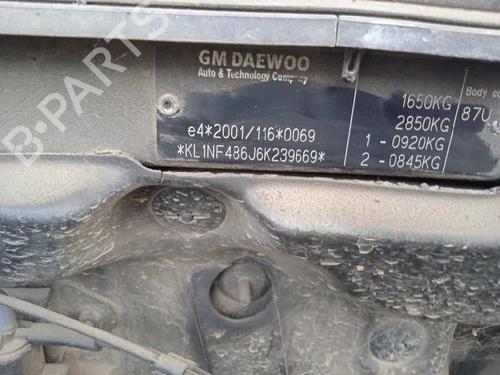 B-PARTS
GM DAEWOO
Auto & Technology Company
e4*2001/116*0069
*KL1NF486J6K239669*
1650KG
2850KG
1 - 0920KG
2 - 0845KG
Body co
87U